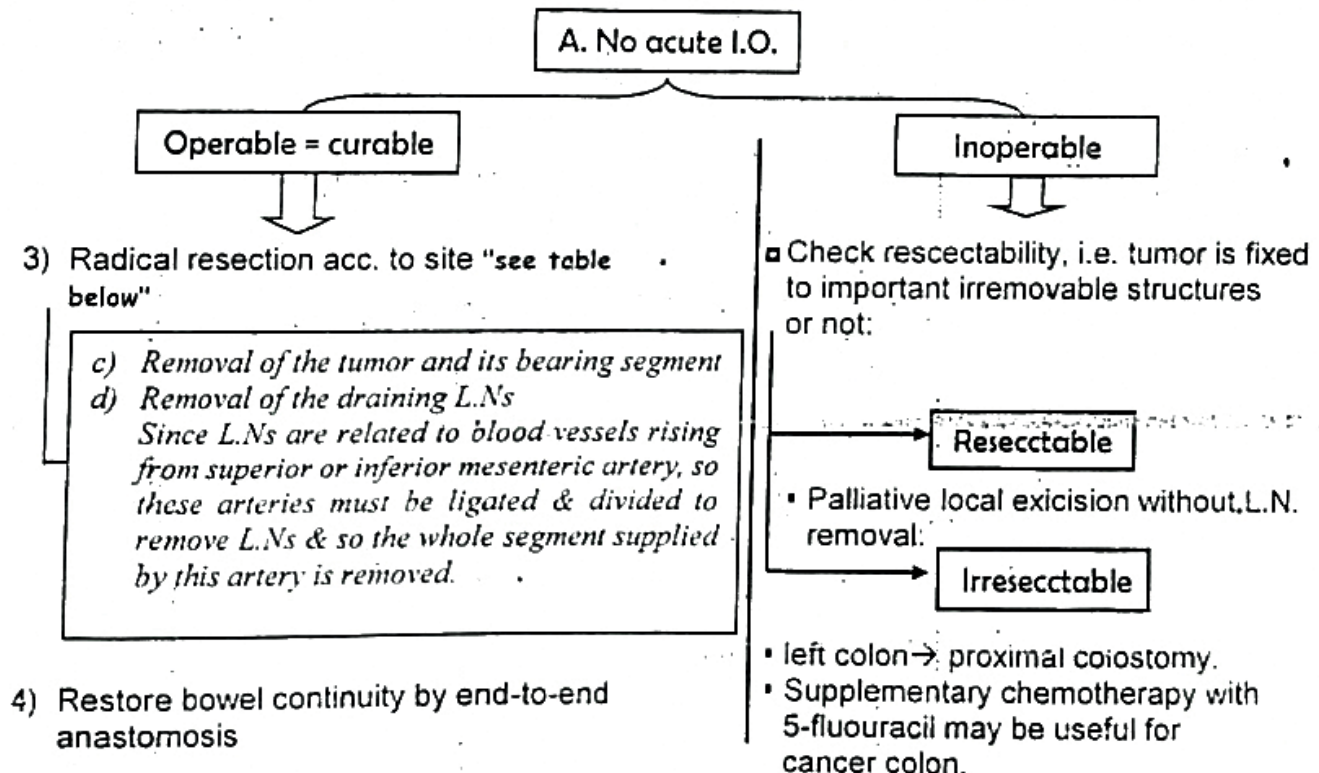 A. No acute I.O.
Operable = curable
3) Radical resection acc. to site "see table
below"
c) Removal of the tumor and its bearing segment
d) Removal of the draining L.Ns
Since L.Ns are related to blood vessels rising
from superior or inferior mesenteric artery, so
these arteries must be ligated & divided to
remove L.Ns & so the whole segment supplied
by this artery is removed.
4) Restore bowel continuity by end-to-end
anastomosis
Inoperable
Check rescectability, i.e. tumor is fixed
to important irremovable structures
or not:
Resecctable
▪ Palliative local exicision without L.N.
removal:
Irresecctable
▪ left colon→ proximal colostomy.
▪ Supplementary chemotherapy with
5-fluouracil may be useful for
cancer colon.